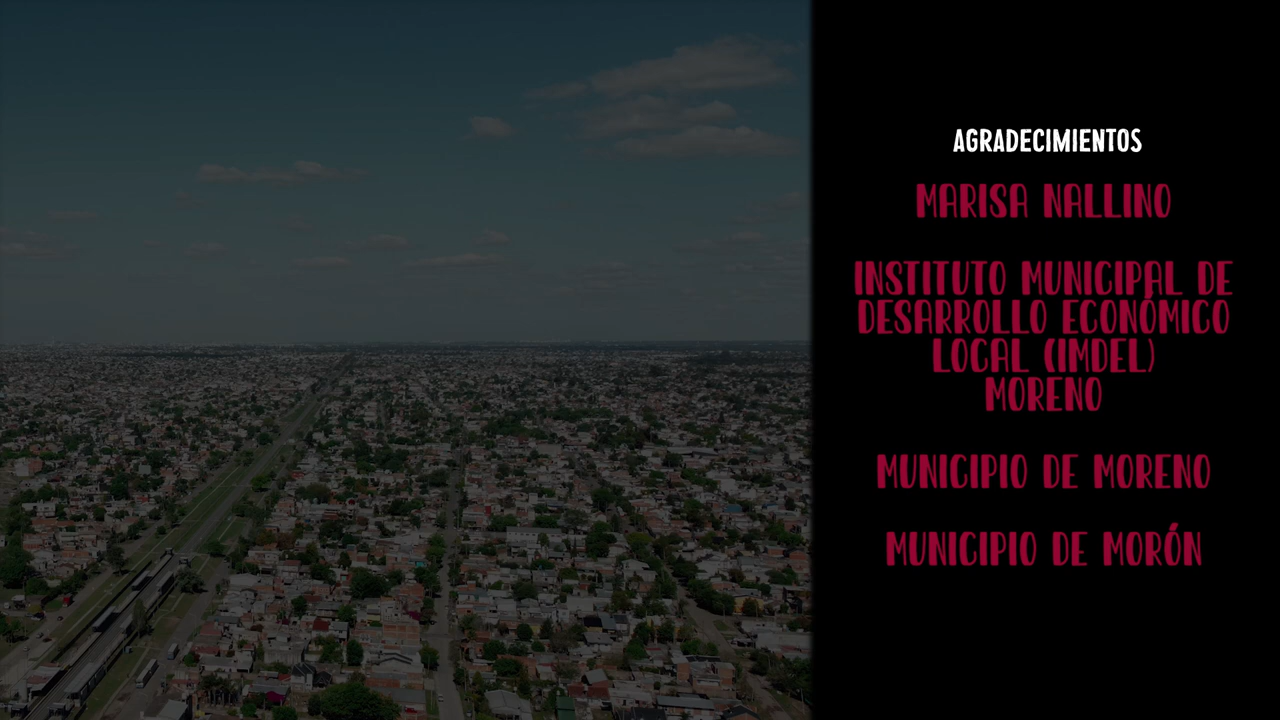 AGRADECIMIENTOS
MARISA NALLINO
INSTITUTO MUNICIPAL DE
DESARROLLO ECONÓMICO
LOCAL (IMDEL)
MORENO
MUNICIPIO DE MORENO
MUNICIPIO DE MORÓN